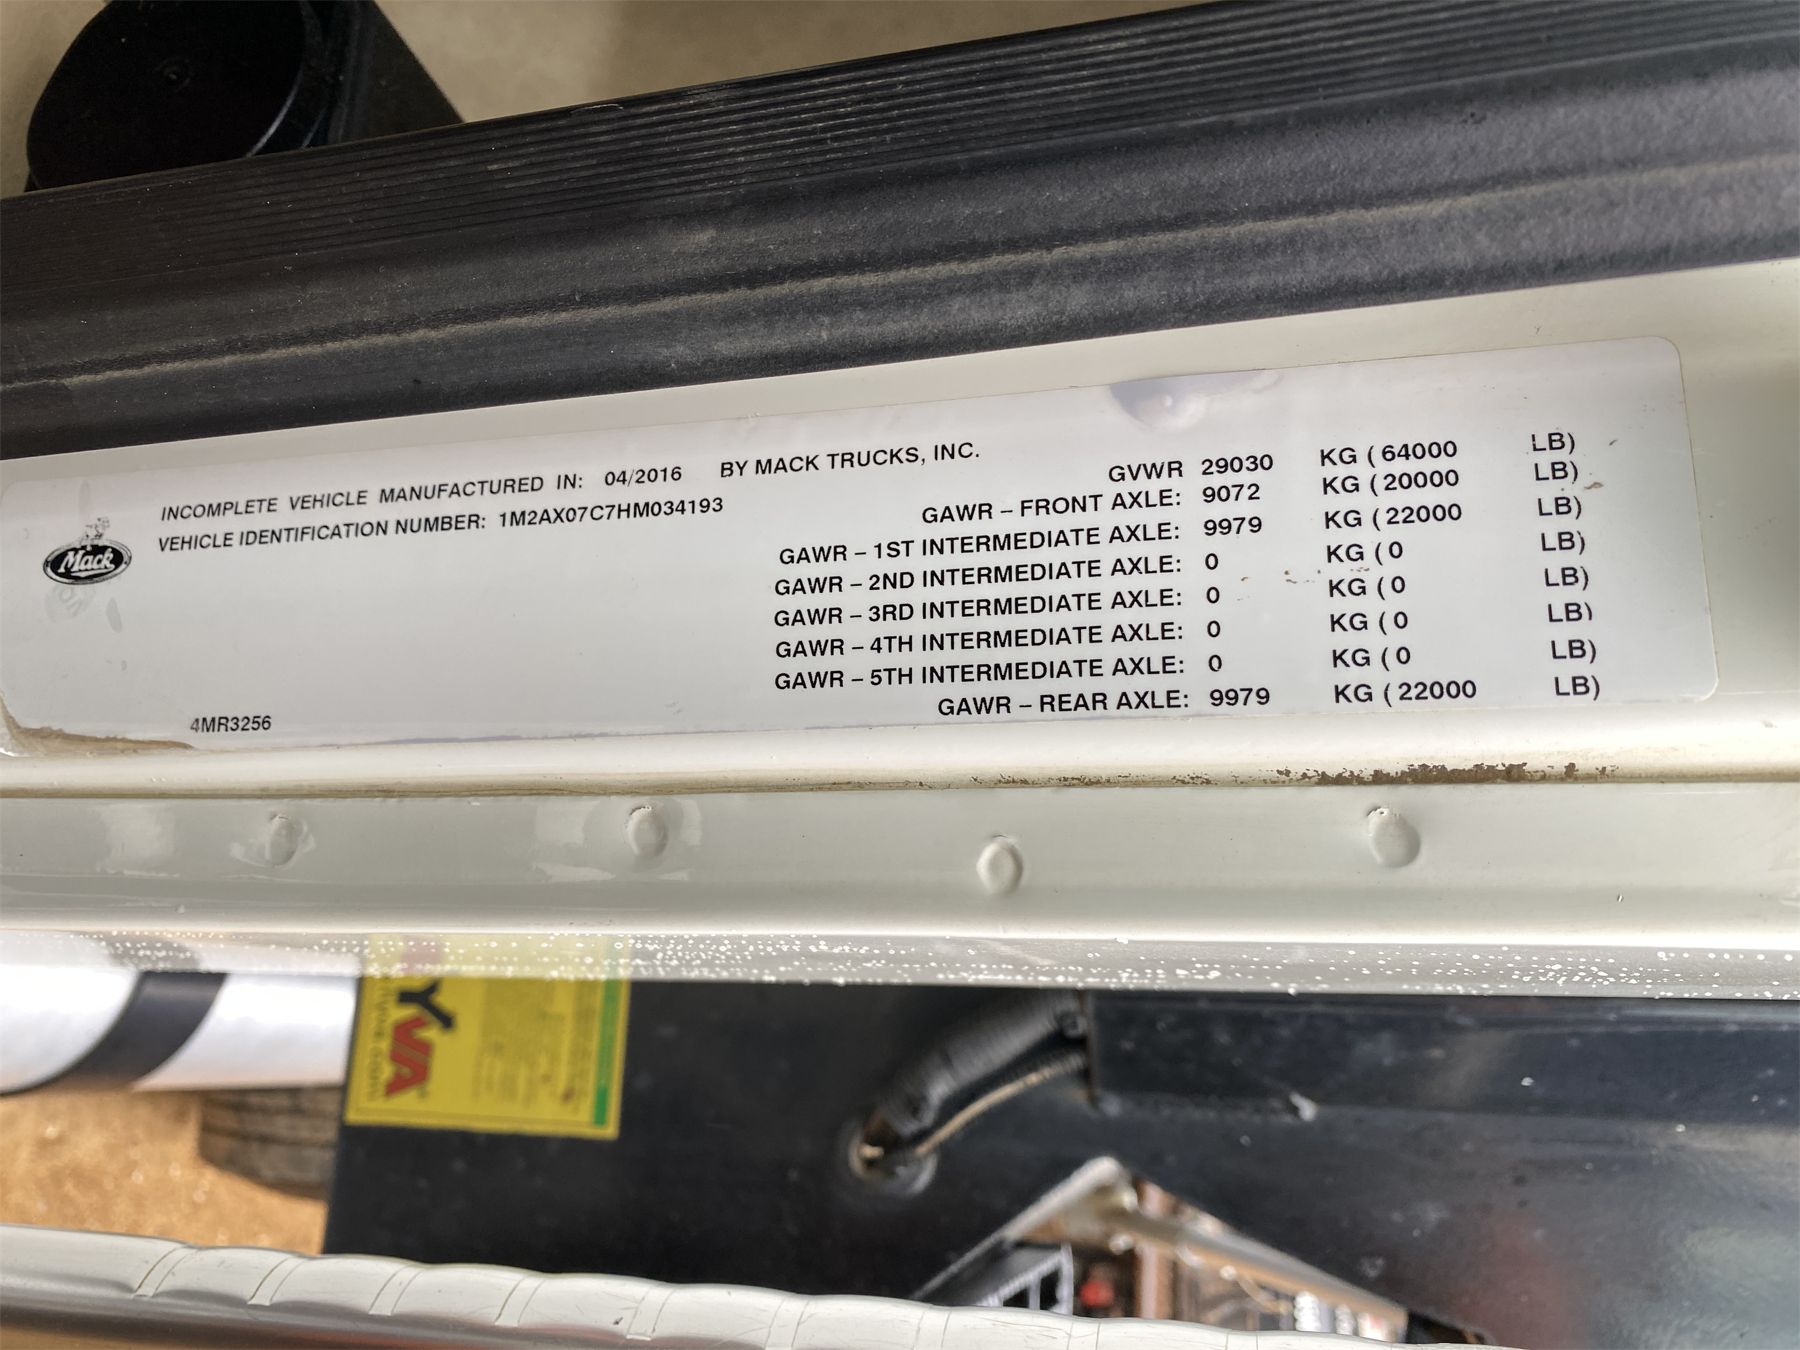 INCOMPLETE VEHICLE MANUFACTURED IN: 04/2016 BY MACK TRUCKS, INC.
VEHICLE IDENTIFICATION NUMBER: 1M2AX07C7HM034193
Mack
GVWR 29030 KG (64000 LB)
GAWR – FRONT AXLE: 9072 KG (20000 LB)
GAWR – 1ST INTERMEDIATE AXLE: 9979 KG (22000 LB)
GAWR – 2ND INTERMEDIATE AXLE: 0 KG (0 LB)
GAWR – 3RD INTERMEDIATE AXLE: 0 KG (0 LB)
GAWR – 4TH INTERMEDIATE AXLE: 0 KG (0 LB)
GAWR – 5TH INTERMEDIATE AXLE: 0 KG (0 LB)
GAWR – REAR AXLE: 9979 KG (22000 LB)
4MR3256